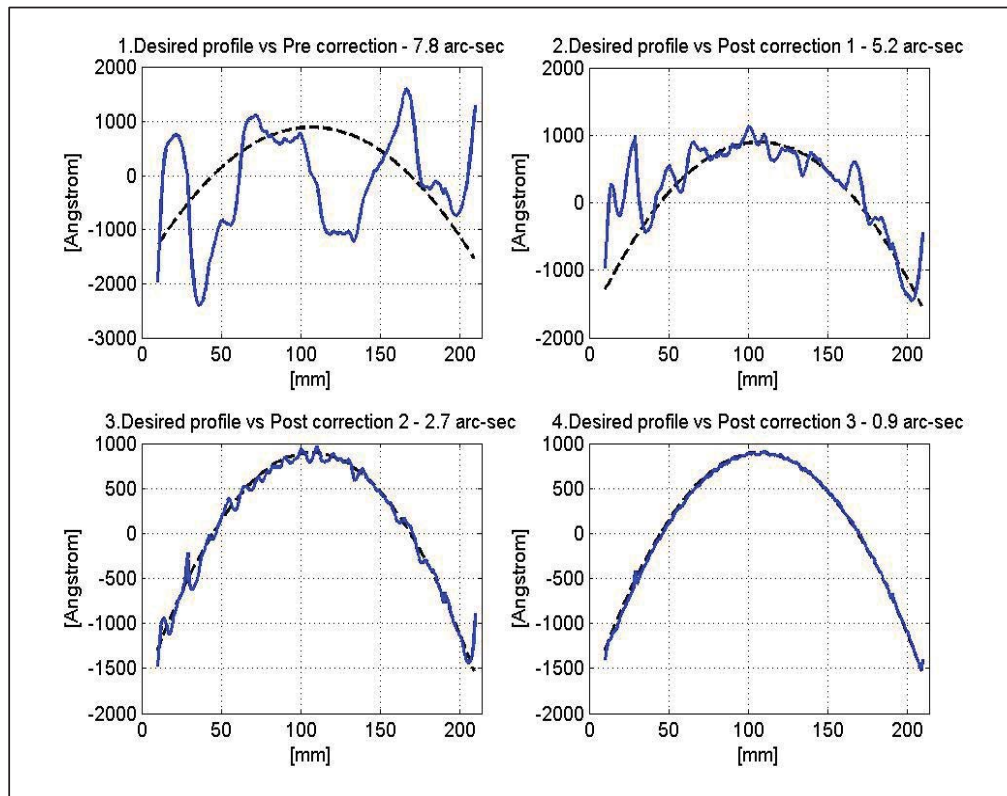 1.Desired profile vs Pre correction - 7.8 arc-sec
2000
1000
0
-1000
-2000
-3000
[Angstrom]
0 50 100 150 200
[mm]
2.Desired profile vs Post correction 1 - 5.2 arc-sec
2000
1000
0
-1000
-2000
[Angstrom]
0 50 100 150 200
[mm]
3.Desired profile vs Post correction 2 - 2.7 arc-sec
1000
500
0
-500
-1000
-1500
-2000
[Angstrom]
0 50 100 150 200
[mm]
4.Desired profile vs Post correction 3 - 0.9 arc-sec
1000
500
0
-500
-1000
-1500
-2000
[Angstrom]
0 50 100 150 200
[mm]